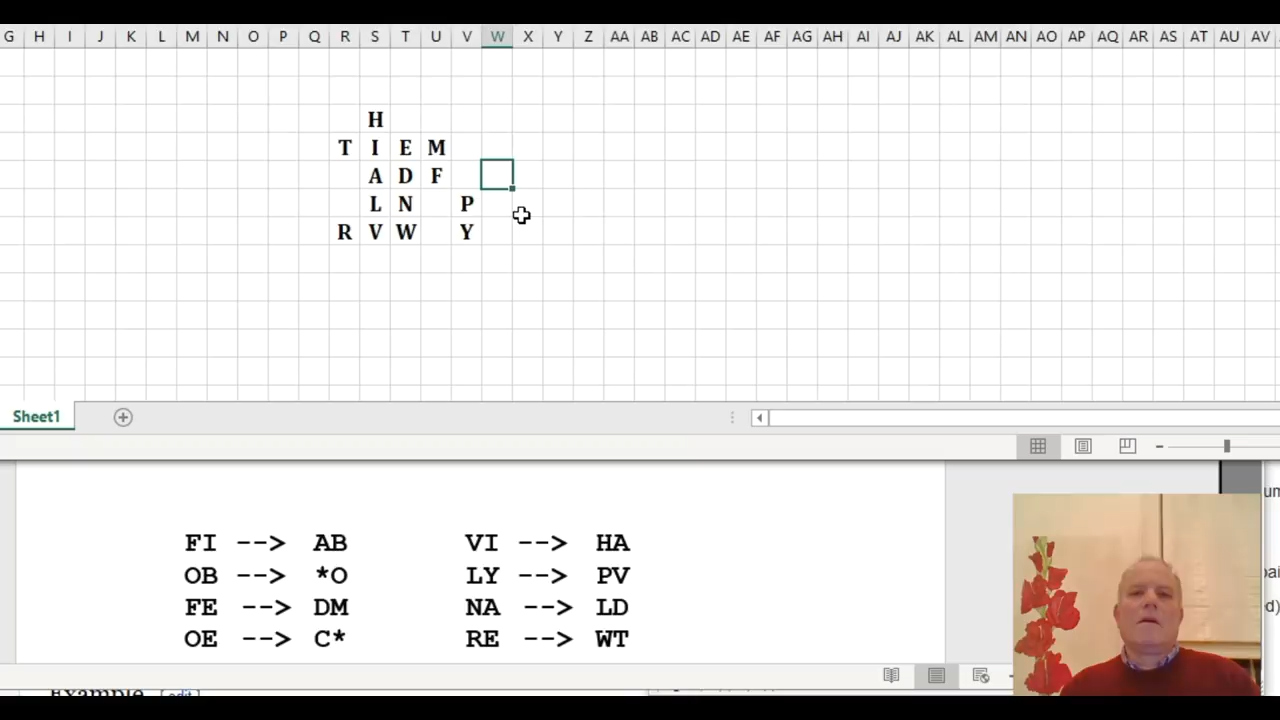 G H I J K L M N O P Q R S T U V W X Y Z AA AB AC AD AE AF AG AH AI AJ AK AL AM AN AO AP AQ AR AS AT AU AV
H
T I E M
A D F
L N P
R V W Y
Sheet1
FI --> AB VI --> HA
OB --> *O LY --> PV
FE --> DM NA --> LD
OE --> C* RE --> WT